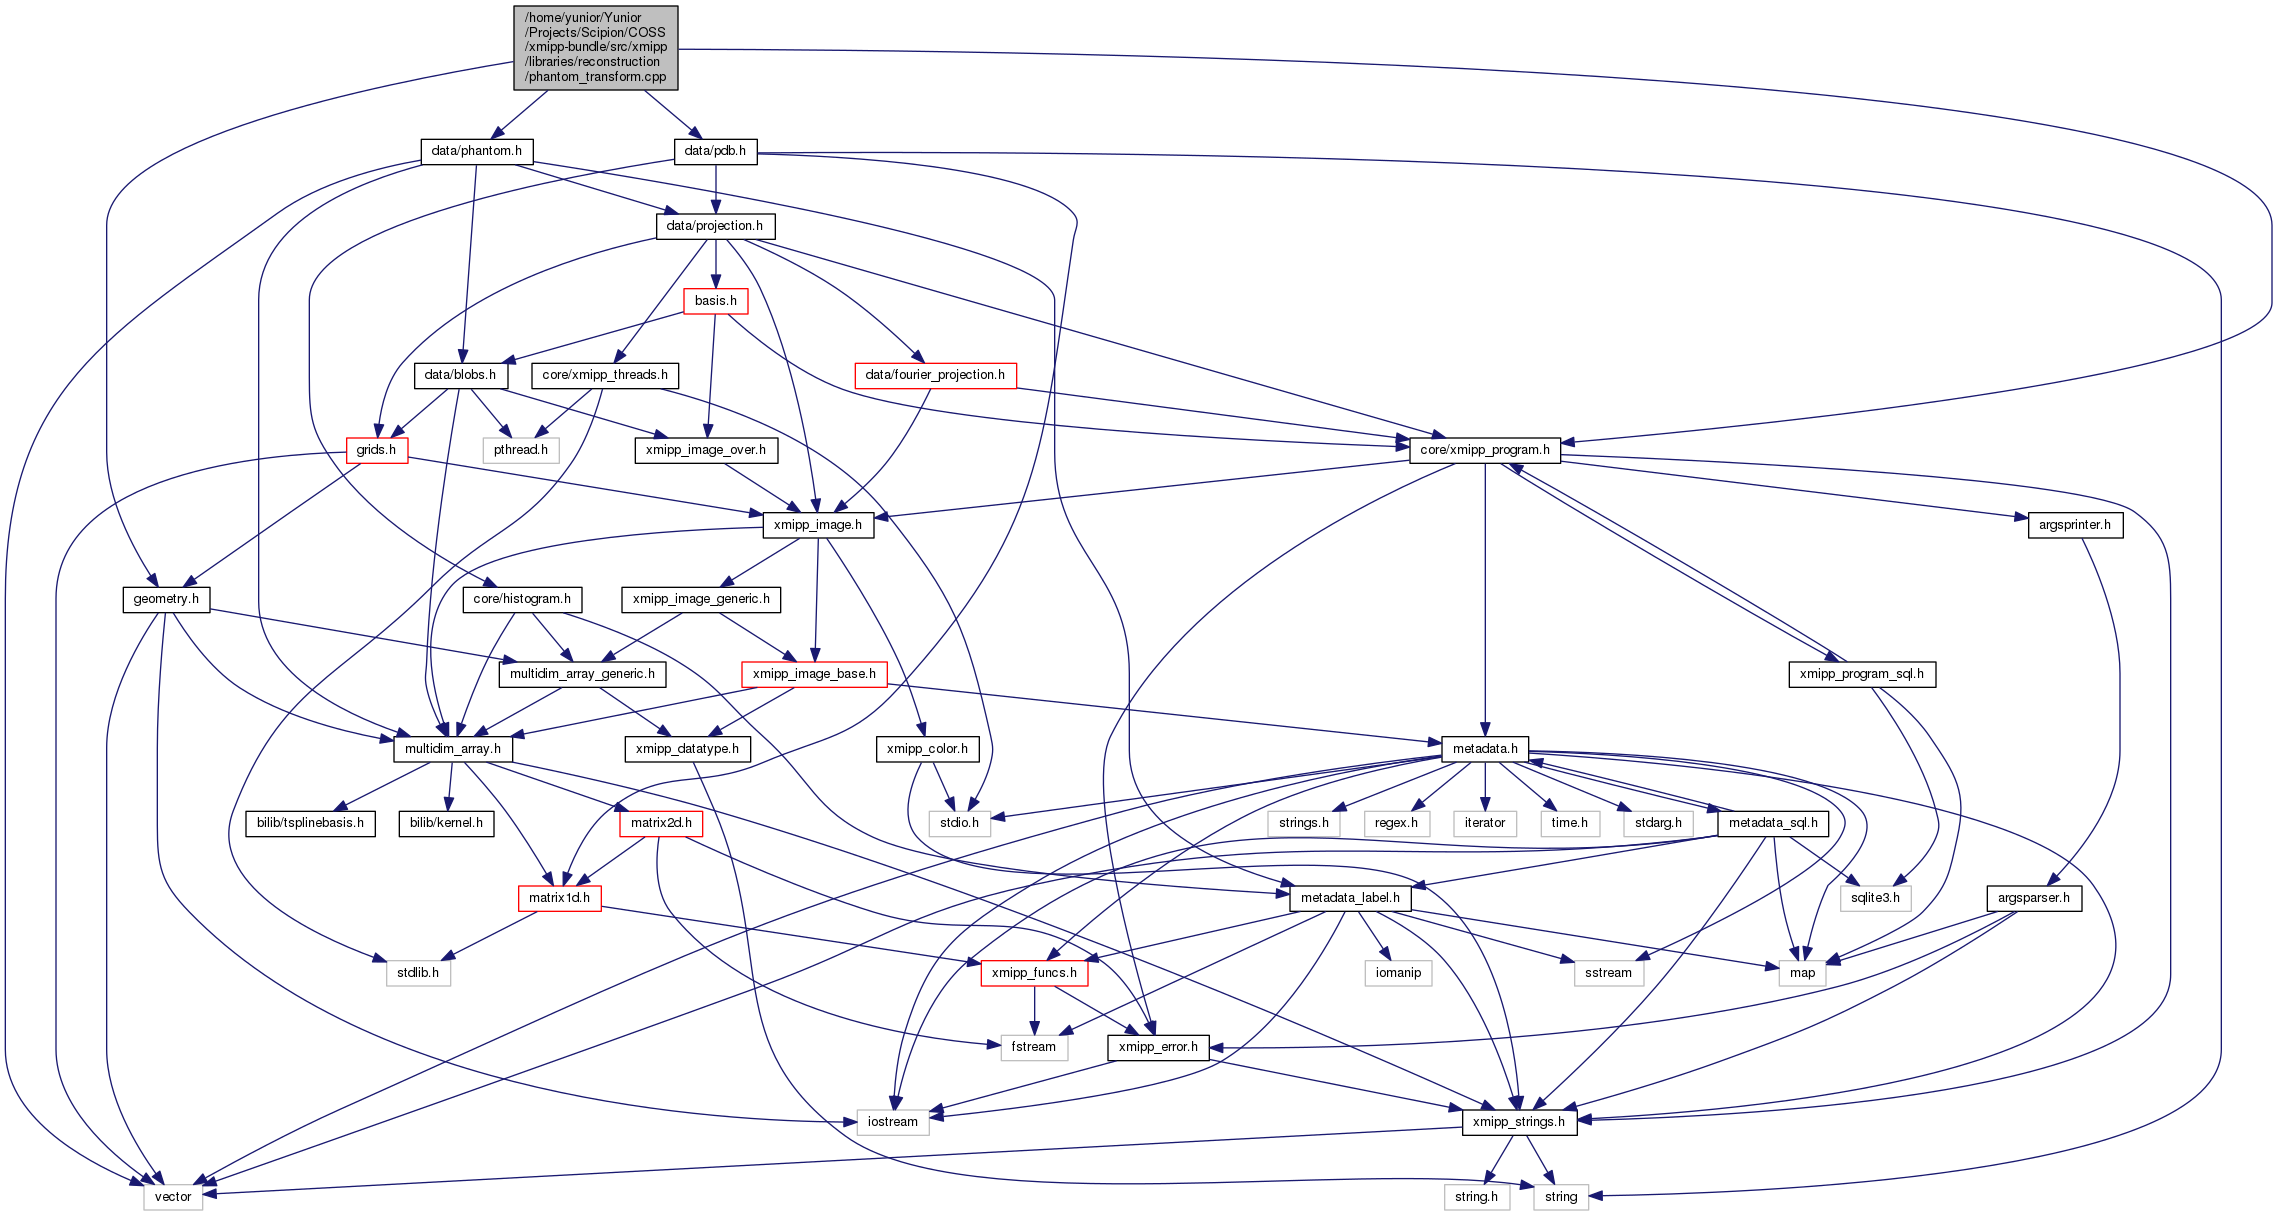 /home/yunior/Yunior
/Projects/Scipion/COSS
/xmipp-bundle/src/xmipp
/libraries/reconstruction
/phantom_transform.cpp
data/phantom.h
data/pdb.h
data/projection.h
basis.h
data/blobs.h
core/xmipp_threads.h
data/fourier_projection.h
grids.h
pthread.h
xmipp_image_over.h
core/xmipp_program.h
xmipp_image.h
argsprinter.h
geometry.h
core/histogram.h
xmipp_image_generic.h
multidim_array_generic.h
xmipp_image_base.h
xmipp_program_sql.h
multidim_array.h
xmipp_datatype.h
xmipp_color.h
metadata.h
bilib/tsplinebasis.h
bilib/kernel.h
matrix2d.h
stdio.h
strings.h
regex.h
iterator
time.h
stdarg.h
metadata_sql.h
matrix1d.h
metadata_label.h
sqlite3.h
argsparser.h
stdlib.h
xmipp_funcs.h
iomanip
sstream
map
fstream
xmipp_error.h
iostream
xmipp_strings.h
vector
string.h
string